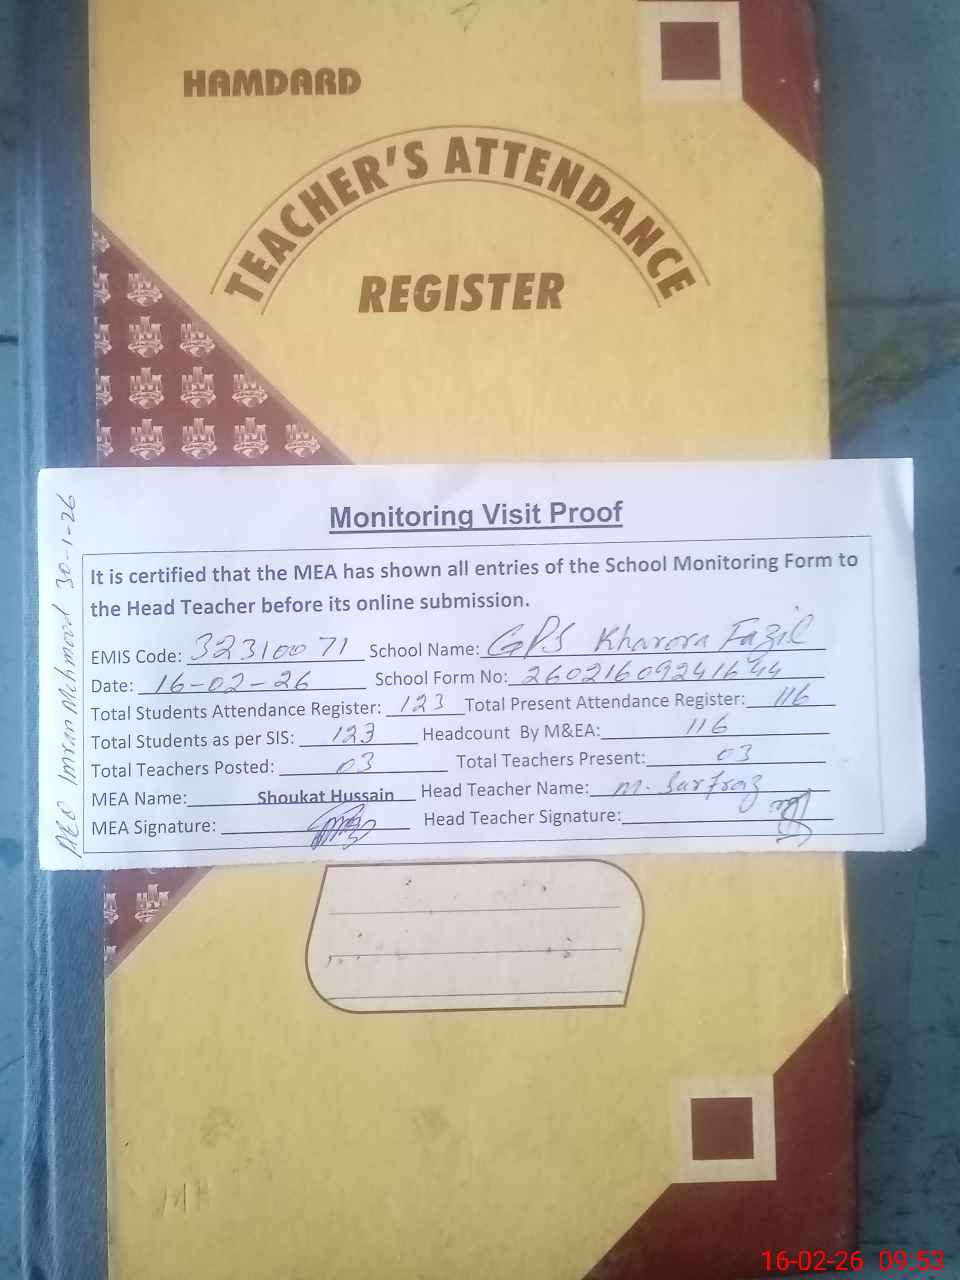 HAMDARD
TEACHER'S ATTENDANCE
REGISTER
Monitoring Visit Proof
It is certified that the MEA has shown all entries of the School Monitoring Form to
the Head Teacher before its online submission.
EMIS Code: 32310071 School Name: GPS Kharora Fazil
Date: 16-02-26 School Form No: 26021609241644
Total Students Attendance Register: 123 Total Present Attendance Register: 116
Total Students as per SIS: 123 Headcount By M&EA: 116
Total Teachers Posted: 03 Total Teachers Present: 03
MEA Name: Shoukat Hussain Head Teacher Name: M. Sarfraz
MEA Signature: Head Teacher Signature:
Imran Mehmood 30-1-26
16-02-26 09:53